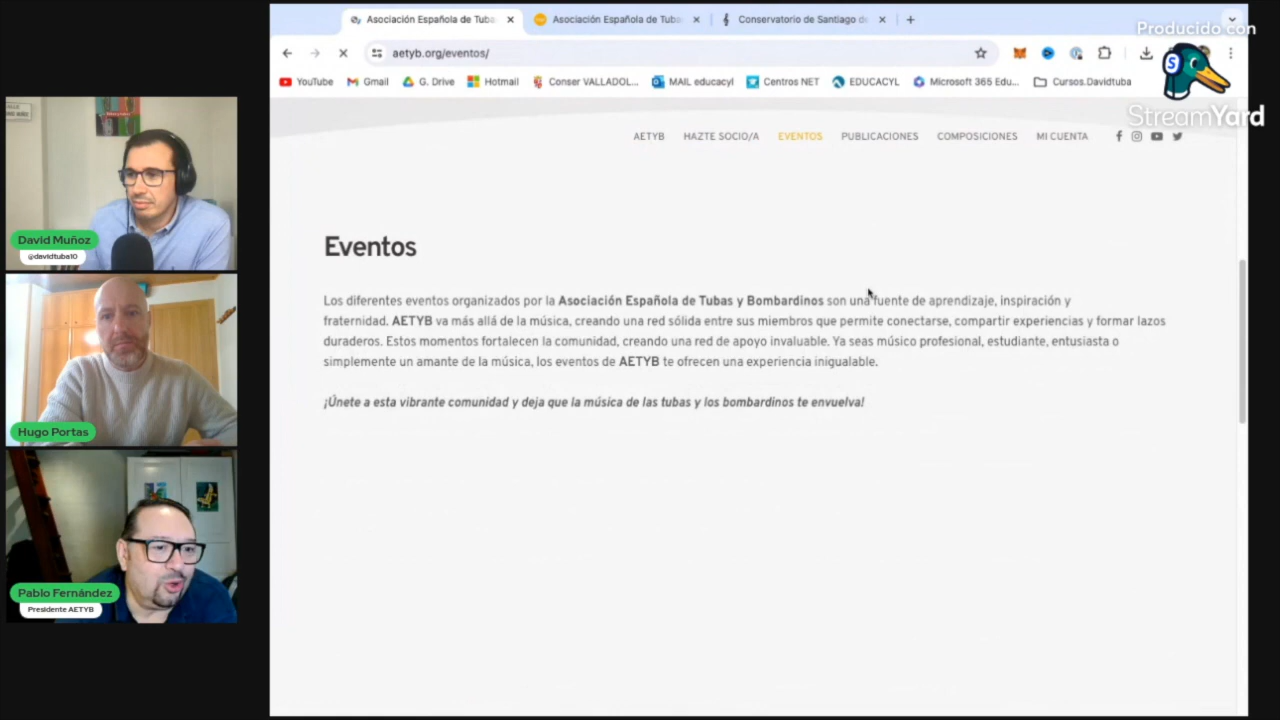 Asociación Española de Tuba
Asociación Española de Tuba
Conservatorio de Santiago de
aetyb.org/eventos/
YouTube
Gmail
G. Drive
Hotmail
Conser VALLADOL...
MAIL educacyl
Centros NET
EDUCACYL
Microsoft 365 Edu...
Cursos.Davidtuba
Producido con
StreamYard
AETYB
HAZTE SOCIO/A
EVENTOS
PUBLICACIONES
COMPOSICIONES
MI CUENTA
David Muñoz
@davidtuba10
Hugo Portas
Pablo Fernández
Presidente AETYB
Eventos
Los diferentes eventos organizados por la Asociación Española de Tubas y Bombardinos son una fuente de aprendizaje, inspiración y
fraternidad. AETYB va más allá de la música, creando una red sólida entre sus miembros que permite conectarse, compartir experiencias y formar lazos
duraderos. Estos momentos fortalecen la comunidad, creando una red de apoyo invaluable. Ya seas músico profesional, estudiante, entusiasta o
simplemente un amante de la música, los eventos de AETYB te ofrecen una experiencia inigualable.
¡Únete a esta vibrante comunidad y deja que la música de las tubas y los bombardinos te envuelva!